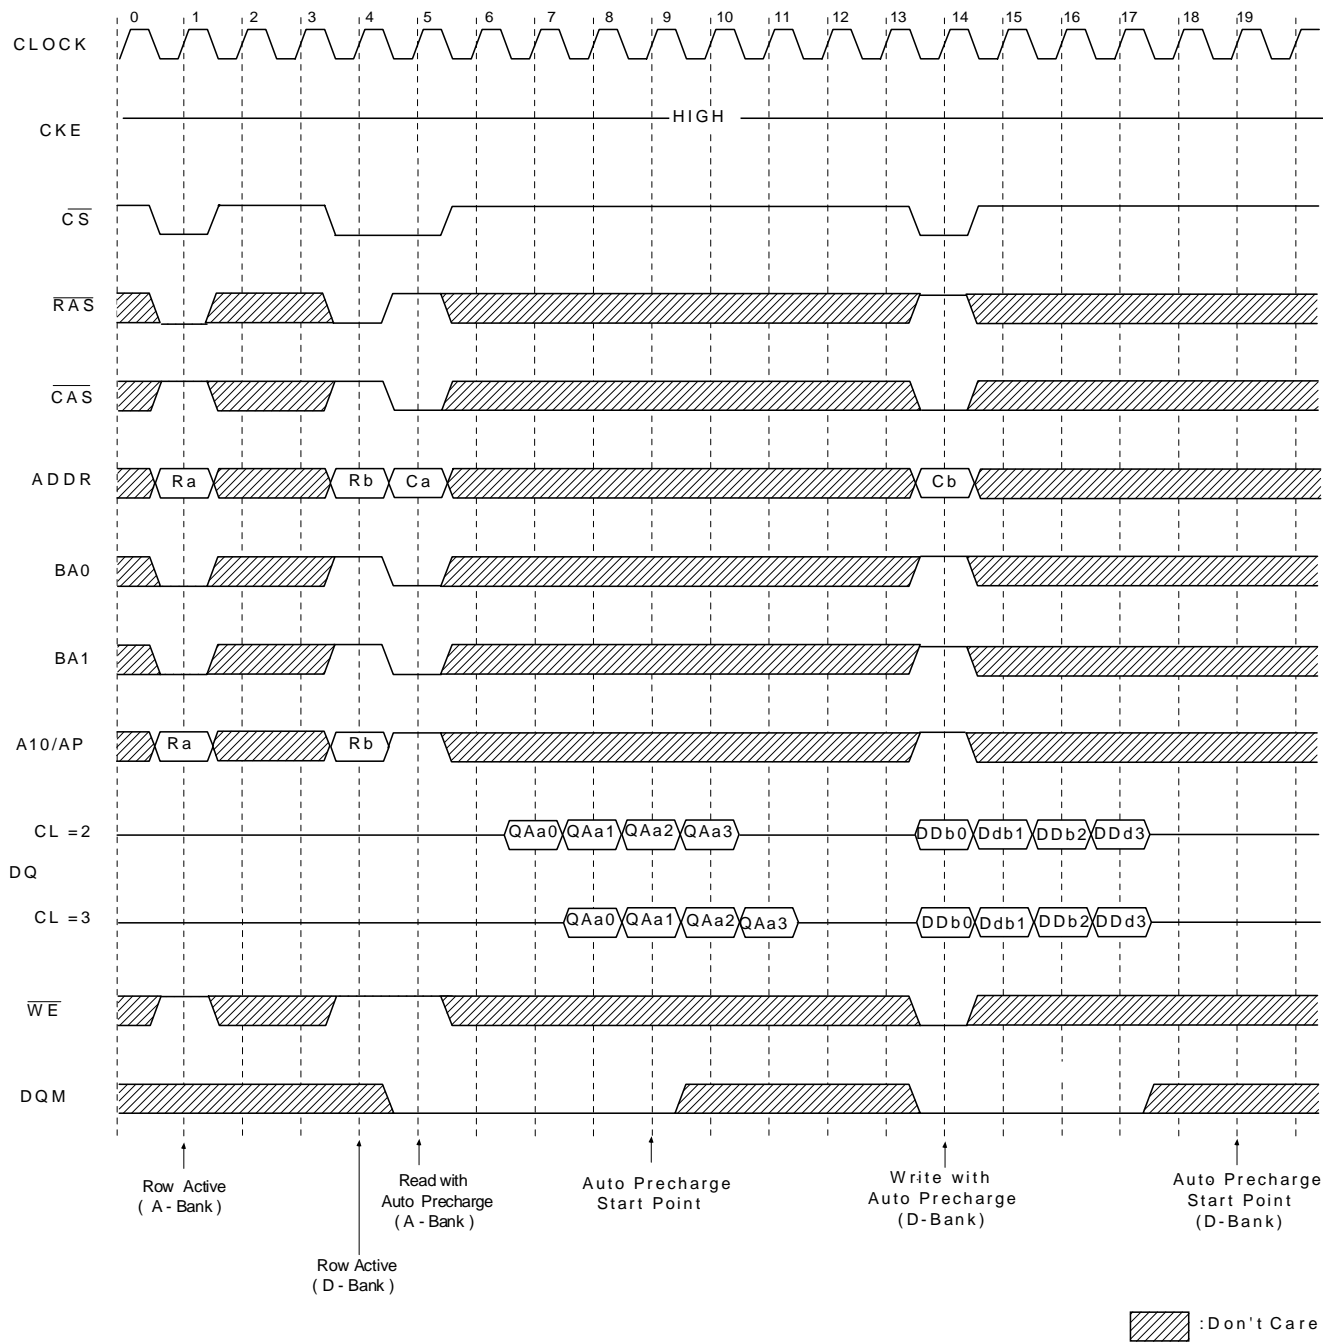 0 1 2 3 4 5 6 7 8 9 10 11 12 13 14 15 16 17 18 19
CLOCK
HIGH
CKE
CS
RAS
CAS
ADDR Ra Rb Ca Cb
BA0
BA1
A10/AP Ra Rb
CL =2 QAa0 QAa1 QAa2 QAa3 DDb0 Ddb1 DDb2 DDd3
DQ
CL =3 QAa0 QAa1 QAa2 QAa3 DDb0 Ddb1 DDb2 DDd3
WE
DQM
Row Active
( A - Bank )
Row Active
( D - Bank )
Read with
Auto Precharge
( A - Bank )
Auto Precharge
Start Point
Write with
Auto Precharge
(D-Bank)
Auto Precharge
Start Point
(D-Bank)
:Don't Care